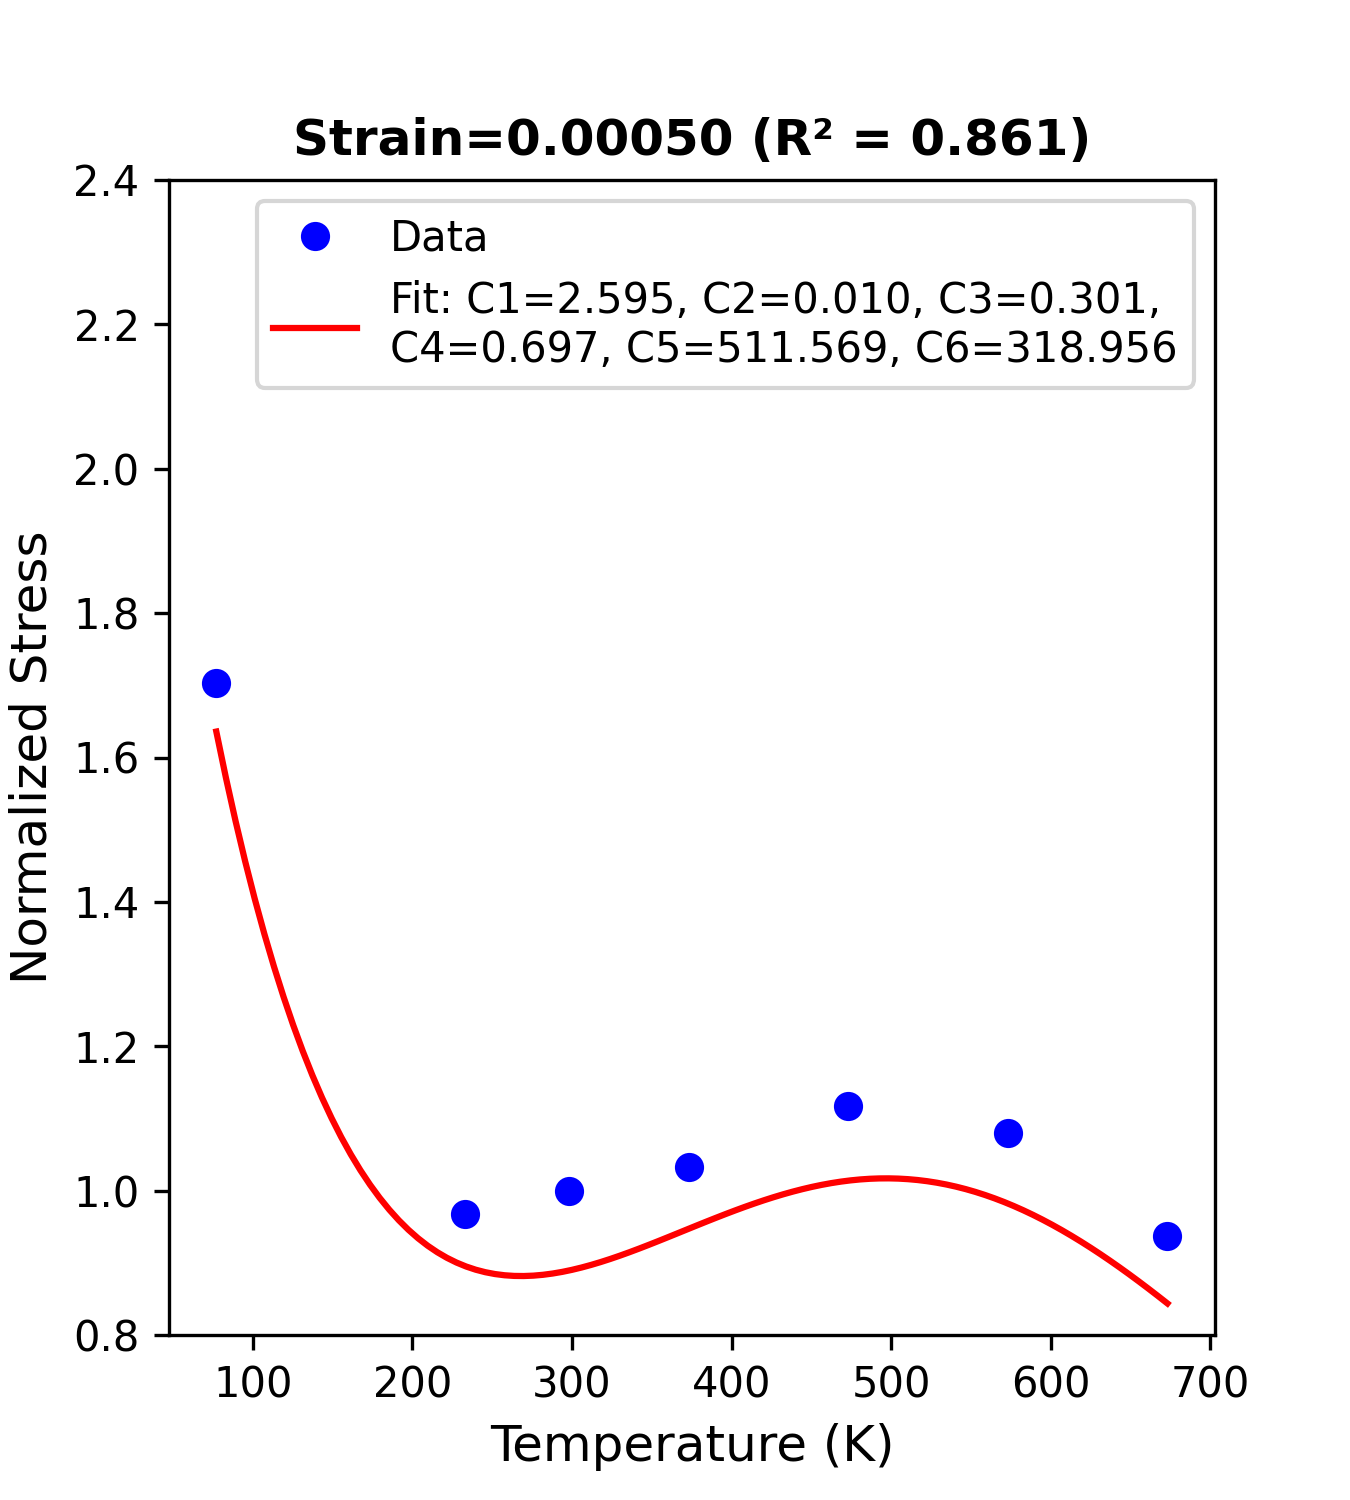 Strain=0.00050 (R² = 0.861)
Data
Fit: C1=2.595, C2=0.010, C3=0.301,
C4=0.697, C5=511.569, C6=318.956
2.4
2.2
2.0
1.8
1.6
1.4
1.2
1.0
0.8
Normalized Stress
100 200 300 400 500 600 700
Temperature (K)